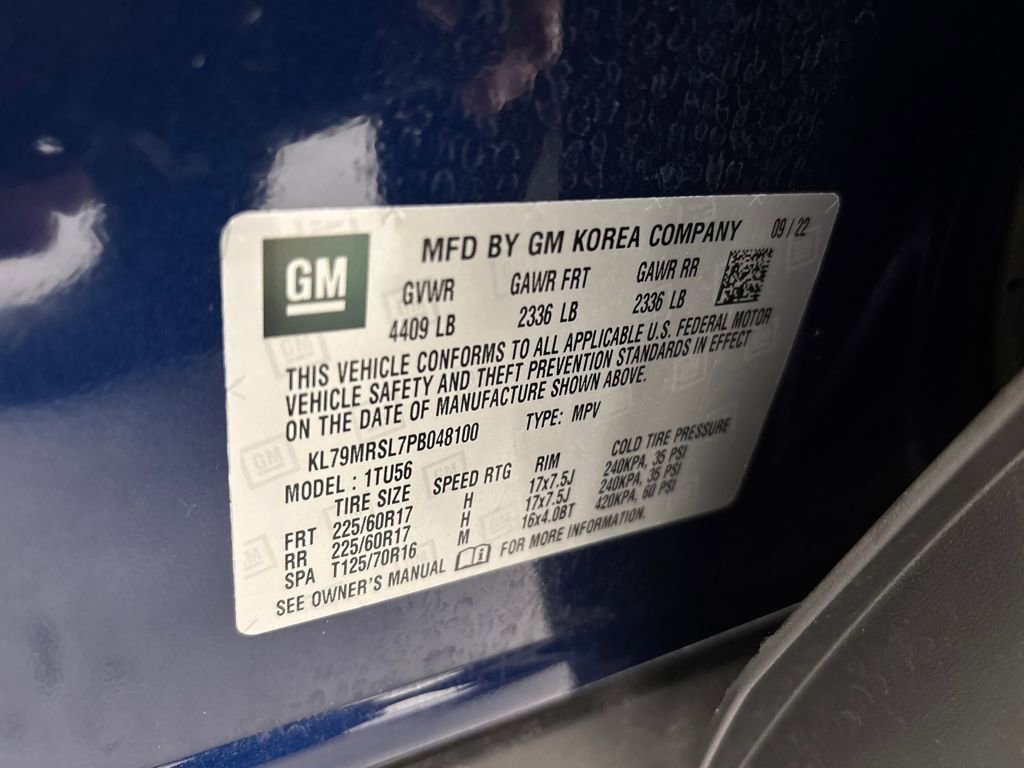 GM
MFD BY GM KOREA COMPANY 09 / 22
GVWR GAWR FRT GAWR RR
4409 LB 2336 LB 2336 LB
THIS VEHICLE CONFORMS TO ALL APPLICABLE U.S. FEDERAL MOTOR
VEHICLE SAFETY AND THEFT PREVENTION STANDARDS IN EFFECT
ON THE DATE OF MANUFACTURE SHOWN ABOVE.
KL79MRSL7PB048100 TYPE: MPV
MODEL : 1TU56
TIRE SIZE SPEED RTG RIM COLD TIRE PRESSURE
FRT 225/60R17 H 17x7.5J 240KPA, 35 PSI
RR 225/60R17 H 17x7.5J 240KPA, 35 PSI
SPA T125/70R16 M 16x4.0BT 420KPA, 60 PSI
SEE OWNER'S MANUAL FOR MORE INFORMATION.